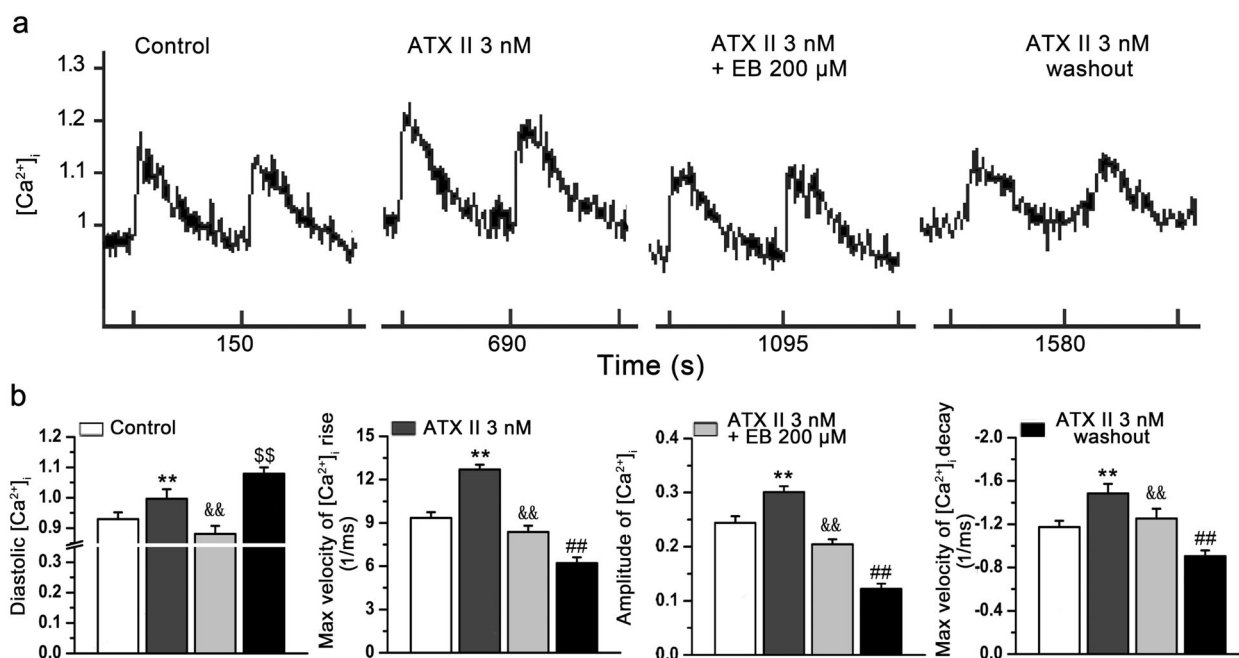 a
Control
ATX II 3 nM
ATX II 3 nM
+ EB 200 µM
ATX II 3 nM
washout
[Ca²⁺]ᵢ
1.3
1.2
1.1
1
150
690
1095
1580
Time (s)
b
Control
Diastolic [Ca²⁺]ᵢ
1.2
1.1
1.0
0.9
0.3
0.2
0.1
0.0
**
&&
$$
ATX II 3 nM
Max velocity of [Ca²⁺]ᵢ rise
(1/ms)
15
12
9
6
3
0
**
&&
##
ATX II 3 nM
+ EB 200 µM
Amplitude of [Ca²⁺]ᵢ
0.4
0.3
0.2
0.1
0.0
**
&&
##
ATX II 3 nM
washout
Max velocity of [Ca²⁺]ᵢ decay
(1/ms)
-2.0
-1.6
-1.2
-0.8
-0.4
0.0
**
&&
##